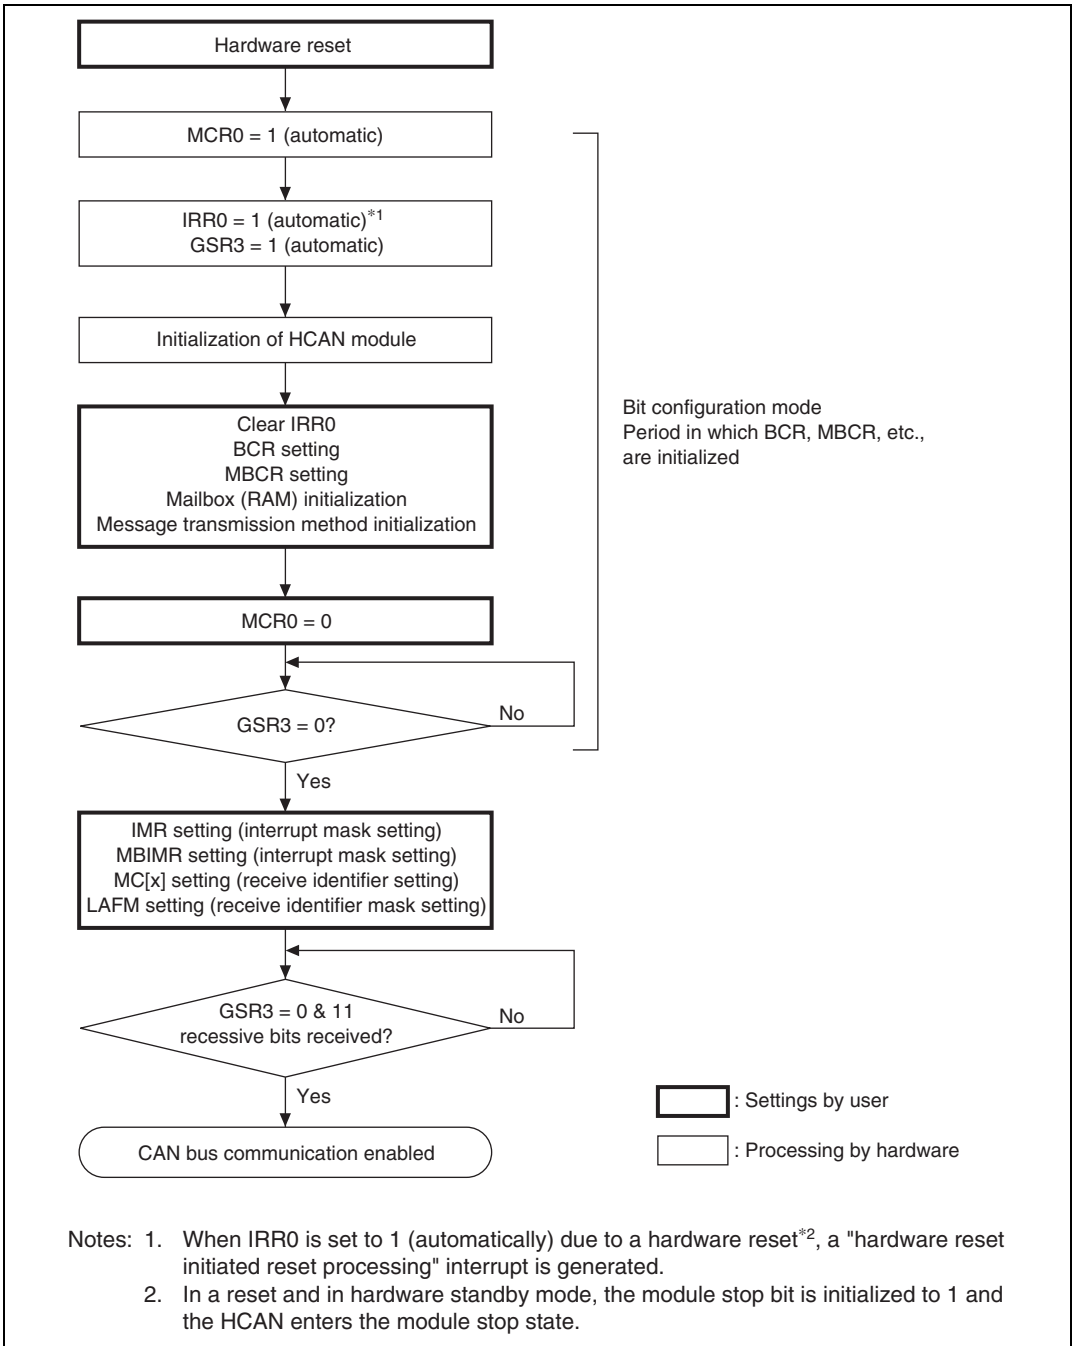 Hardware reset
MCR0 = 1 (automatic)
IRR0 = 1 (automatic)*1
GSR3 = 1 (automatic)
Initialization of HCAN module
Clear IRR0
BCR setting
MBCR setting
Mailbox (RAM) initialization
Message transmission method initialization
Bit configuration mode
Period in which BCR, MBCR, etc.,
are initialized
MCR0 = 0
GSR3 = 0?
No
Yes
IMR setting (interrupt mask setting)
MBIMR setting (interrupt mask setting)
MC[x] setting (receive identifier setting)
LAFM setting (receive identifier mask setting)
GSR3 = 0 & 11
recessive bits received?
No
Yes
CAN bus communication enabled
: Settings by user
: Processing by hardware
Notes: 1. When IRR0 is set to 1 (automatically) due to a hardware reset*2, a "hardware reset
initiated reset processing" interrupt is generated.
2. In a reset and in hardware standby mode, the module stop bit is initialized to 1 and
the HCAN enters the module stop state.